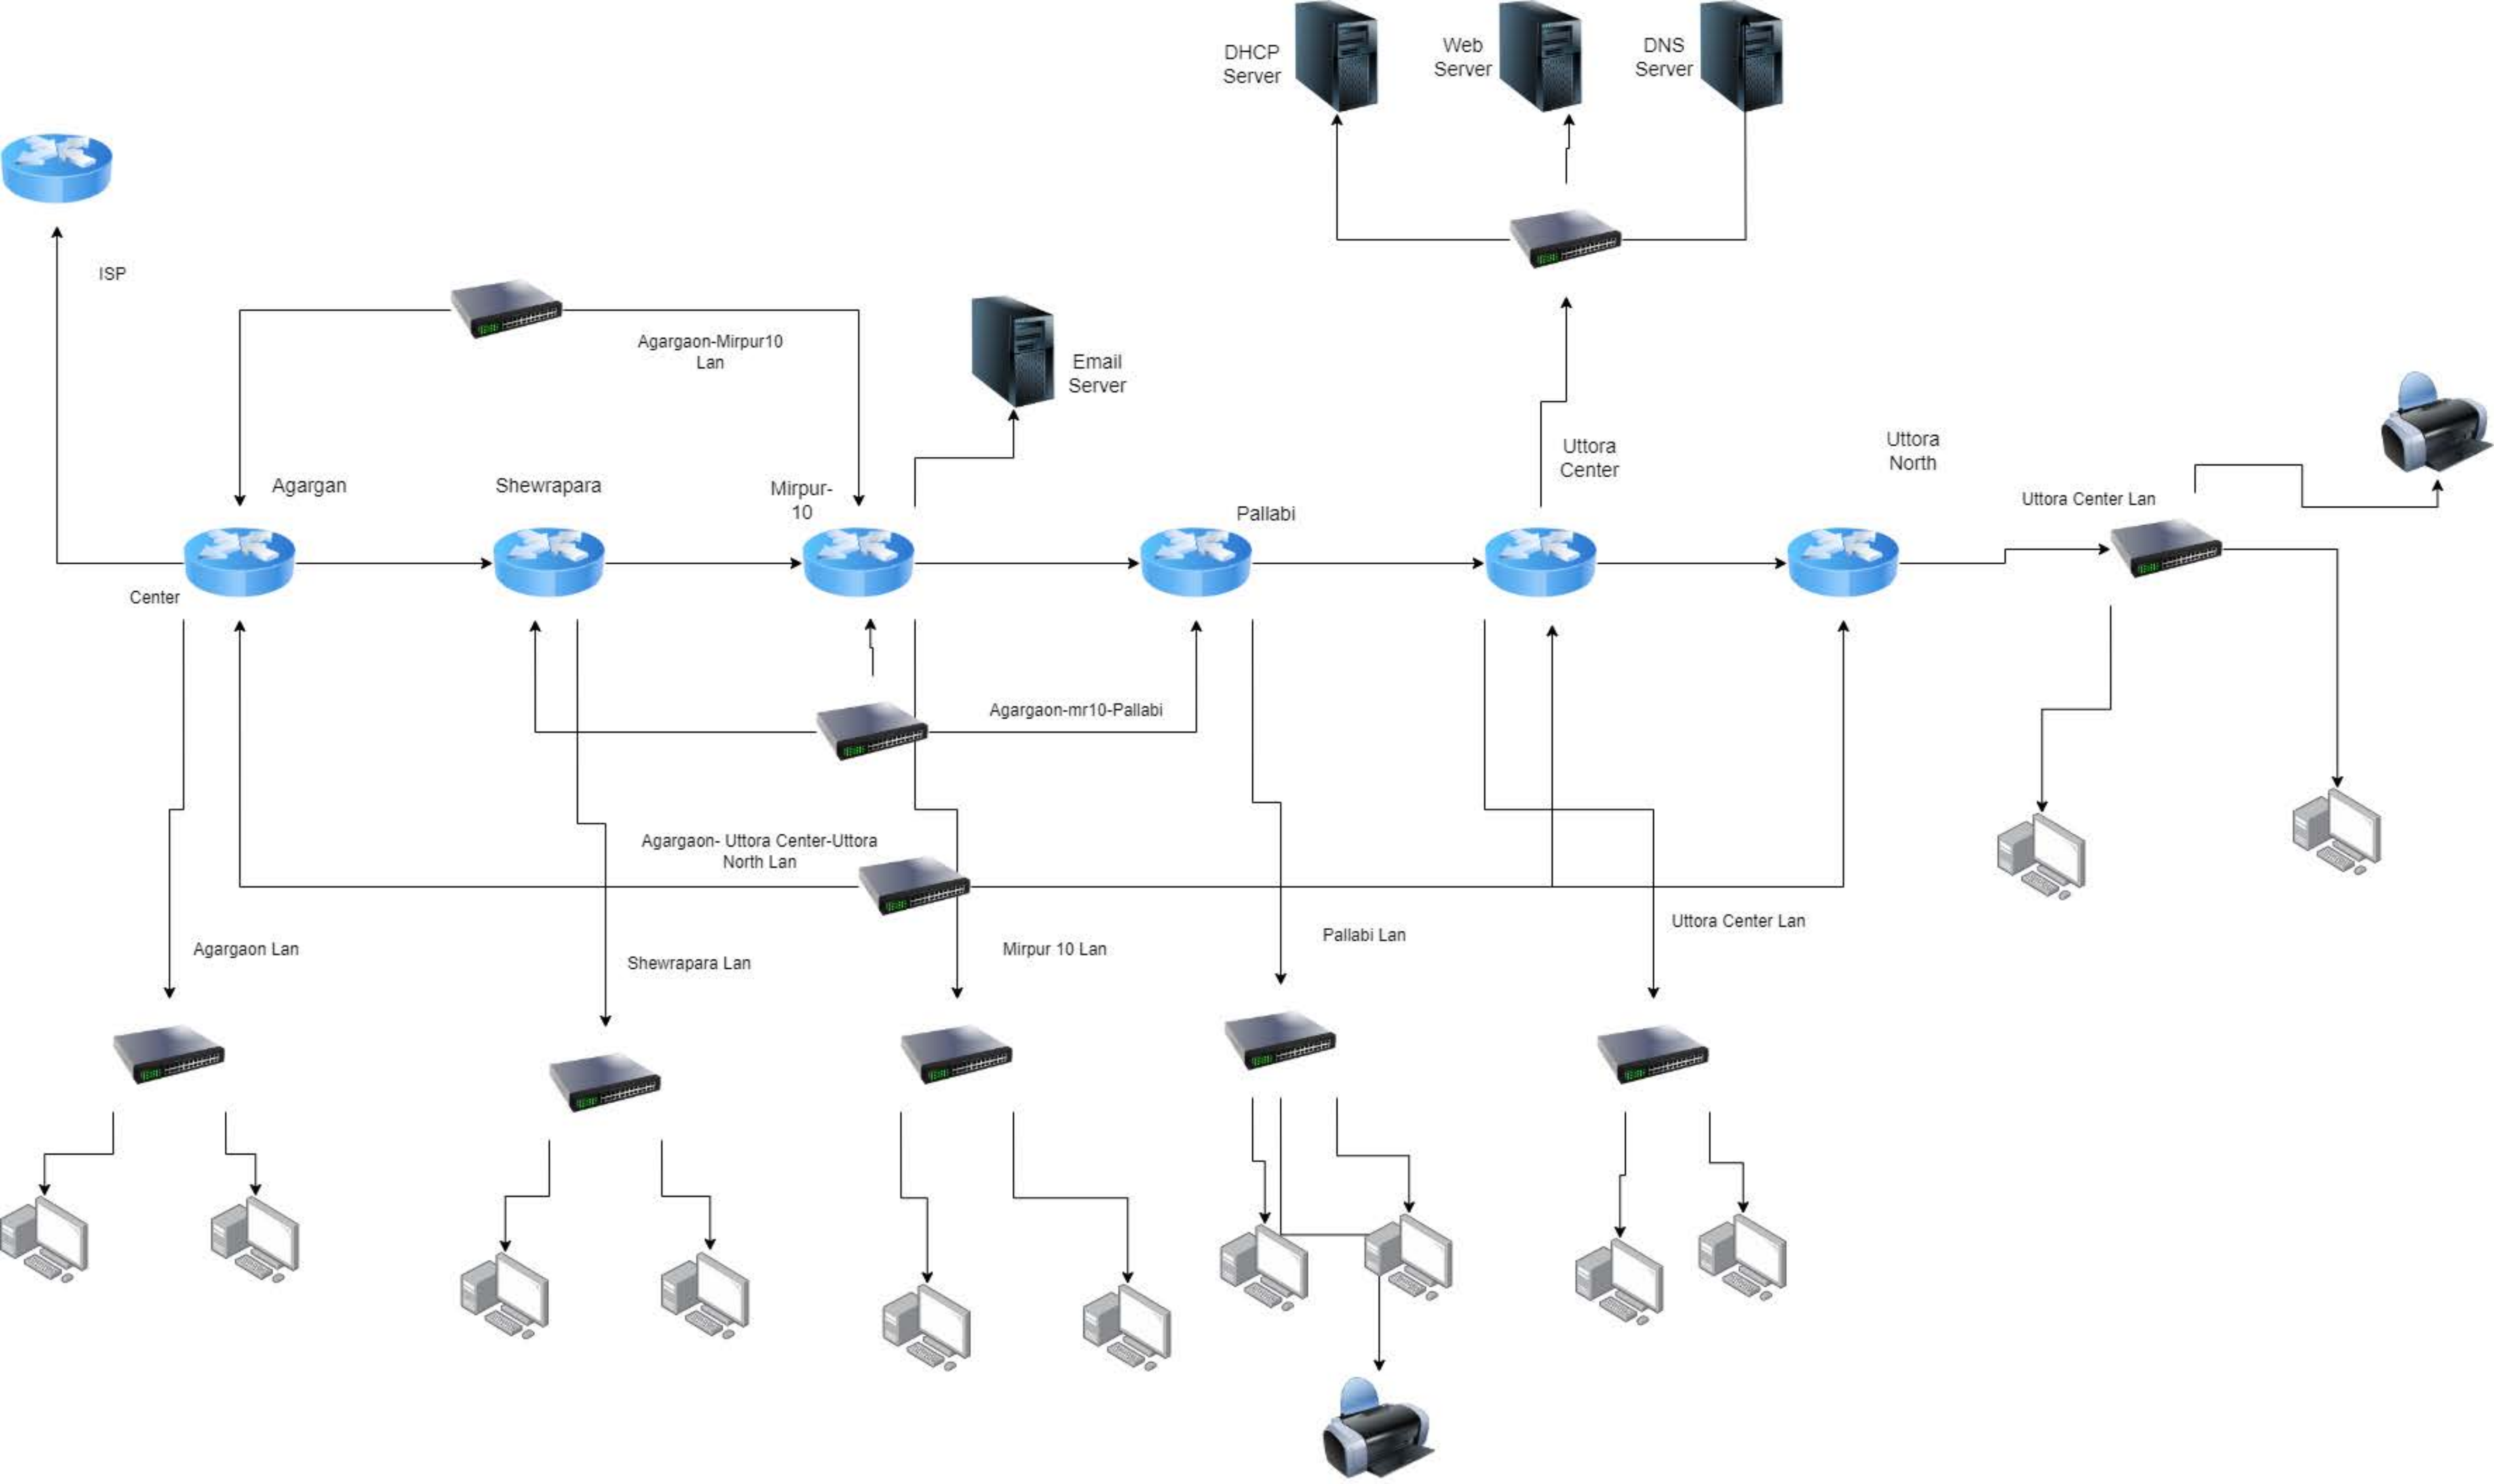 DHCP
Server
Web
Server
DNS
Server
ISP
Agargaon-Mirpur10
Lan
Email
Server
Agargan
Shewrapara
Mirpur-
10
Pallabi
Uttora
Center
Uttora
North
Uttora Center Lan
Center
Agargaon-mr10-Pallabi
Agargaon- Uttora Center-Uttora
North Lan
Agargaon Lan
Shewrapara Lan
Mirpur 10 Lan
Pallabi Lan
Uttora Center Lan